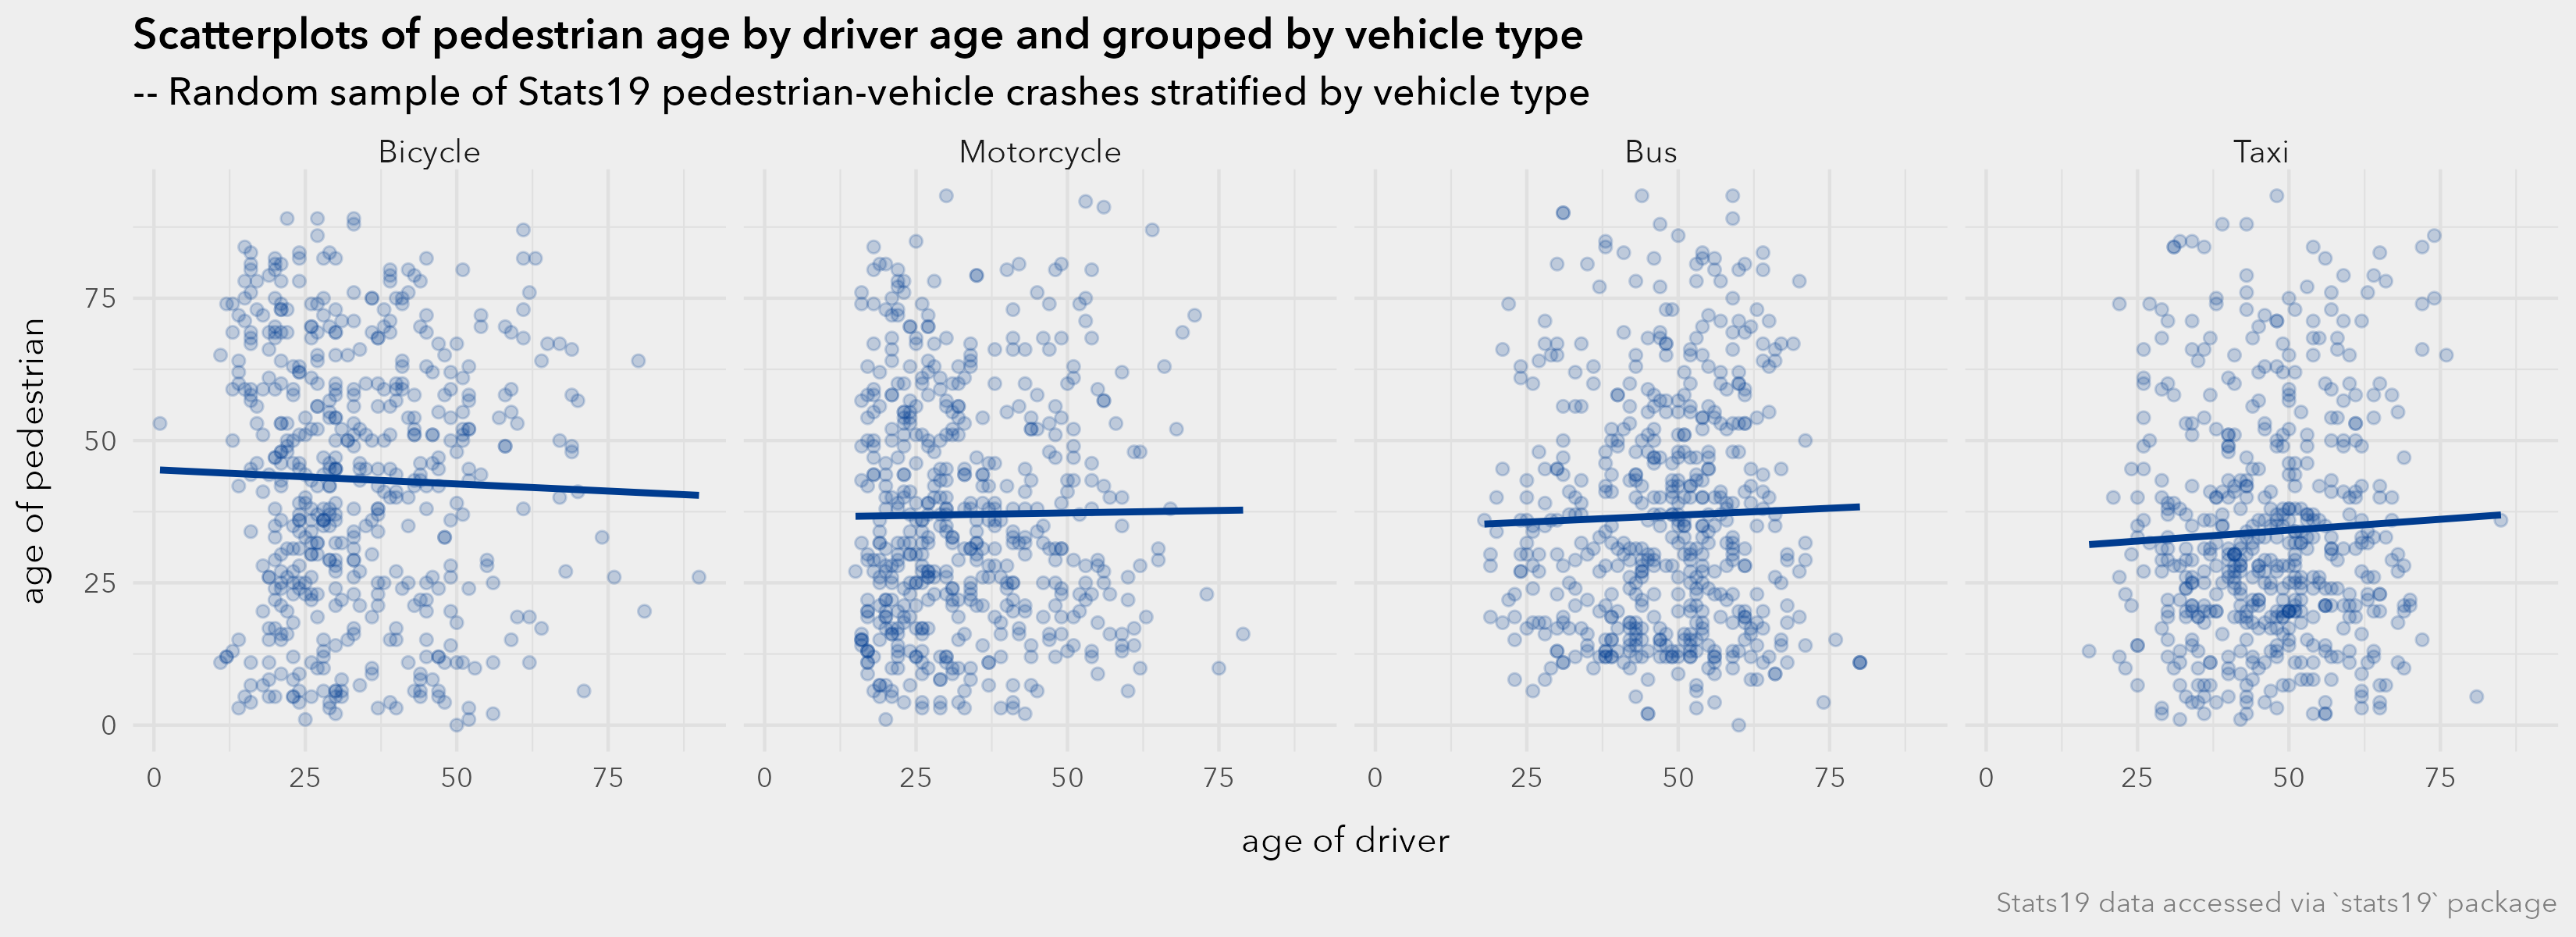 Scatterplots of pedestrian age by driver age and grouped by vehicle type
-- Random sample of Stats19 pedestrian-vehicle crashes stratified by vehicle type
Bicycle Motorcycle Bus Taxi
age of pedestrian
75
50
25
0
0 25 50 75 0 25 50 75 0 25 50 75 0 25 50 75
age of driver
Stats19 data accessed via `stats19` package